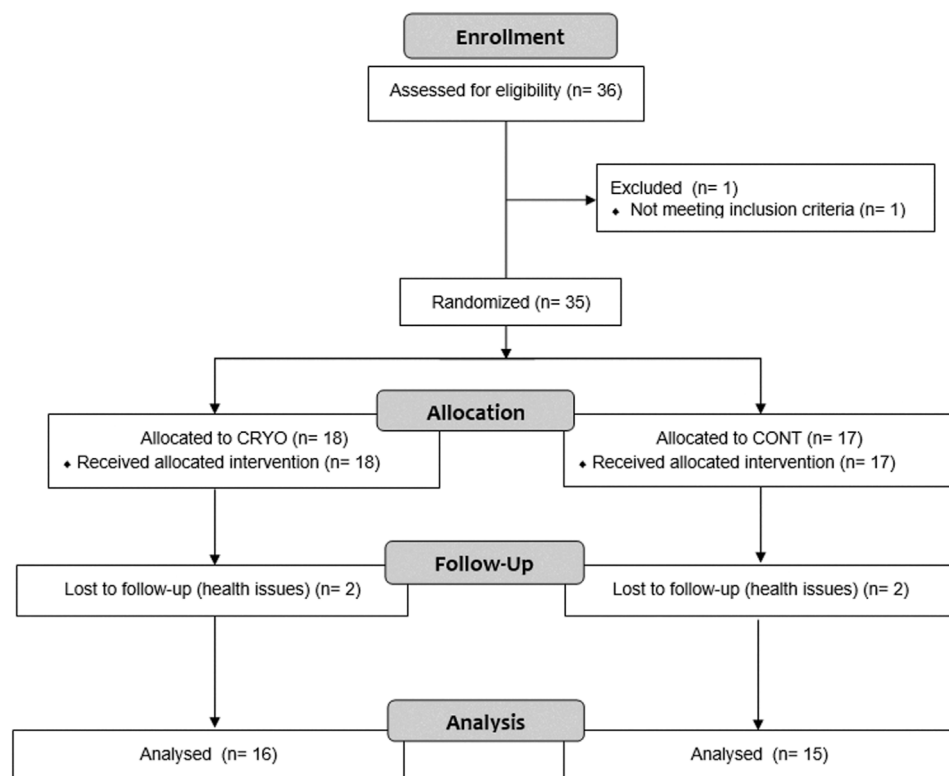 Enrollment
Assessed for eligibility (n= 36)
Excluded (n= 1)
⬥ Not meeting inclusion criteria (n= 1)
Randomized (n= 35)
Allocation
Allocated to CRYO (n= 18)
⬥ Received allocated intervention (n= 18)
Allocated to CONT (n= 17)
⬥ Received allocated intervention (n= 17)
Follow-Up
Lost to follow-up (health issues) (n= 2)
Lost to follow-up (health issues) (n= 2)
Analysis
Analysed (n= 16)
Analysed (n= 15)